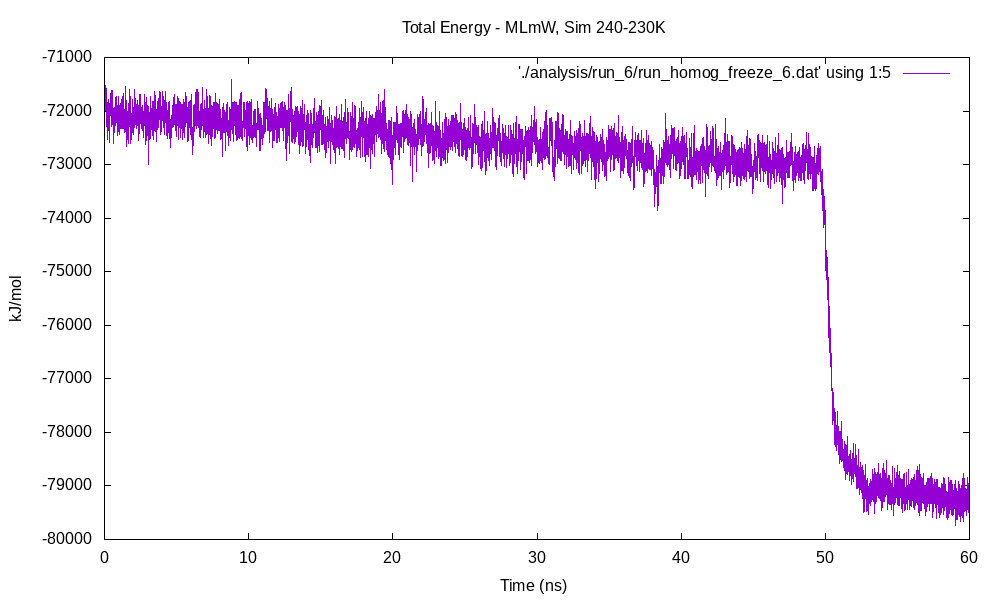 Total Energy - MLmW, Sim 240-230K
'./analysis/run_6/run_homog_freeze_6.dat' using 1:5
-71000
-72000
-73000
-74000
-75000
-76000
-77000
-78000
-79000
-80000
kJ/mol
0 10 20 30 40 50 60
Time (ns)